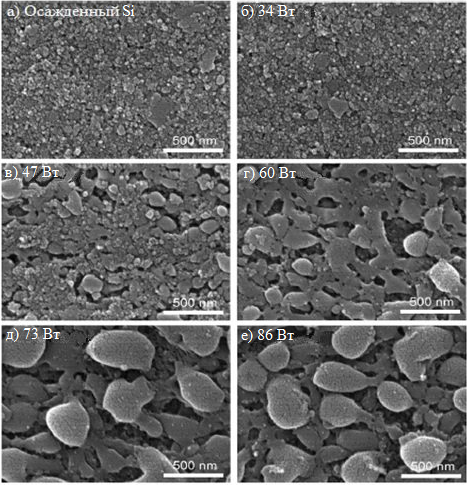 а) Осажденный Si
500 nm
б) 34 Вт
500 nm
в) 47 Вт
500 nm
г) 60 Вт
500 nm
д) 73 Вт
500 nm
е) 86 Вт
500 nm